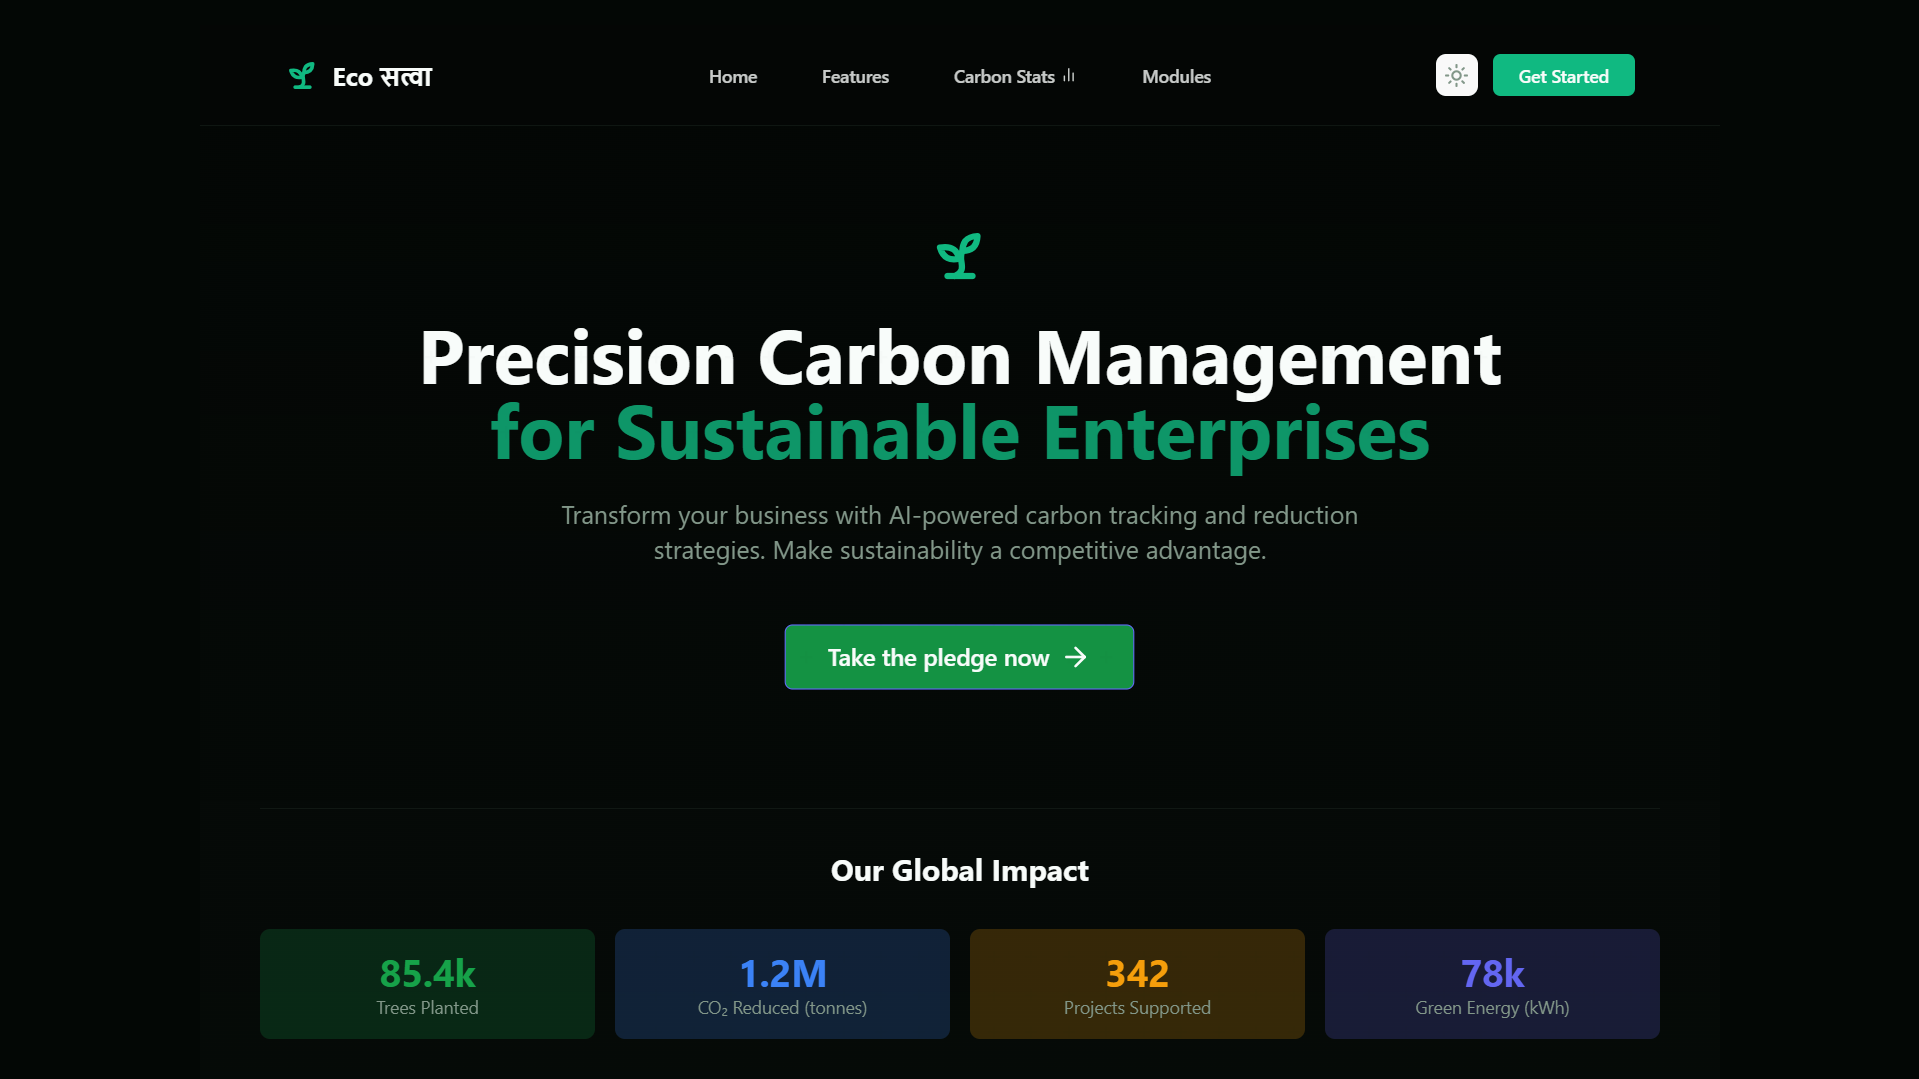 Eco सत्वा
Home
Features
Carbon Stats
Modules
Get Started
Precision Carbon Management
for Sustainable Enterprises
Transform your business with AI-powered carbon tracking and reduction
strategies. Make sustainability a competitive advantage.
Take the pledge now
Our Global Impact
85.4k
Trees Planted
1.2M
CO₂ Reduced (tonnes)
342
Projects Supported
78k
Green Energy (kWh)